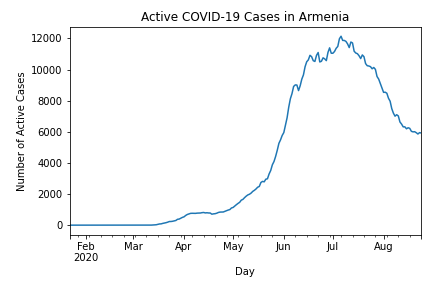 Active COVID-19 Cases in Armenia
Number of Active Cases
12000
10000
8000
6000
4000
2000
0
Feb Mar Apr May Jun Jul Aug
2020
Day